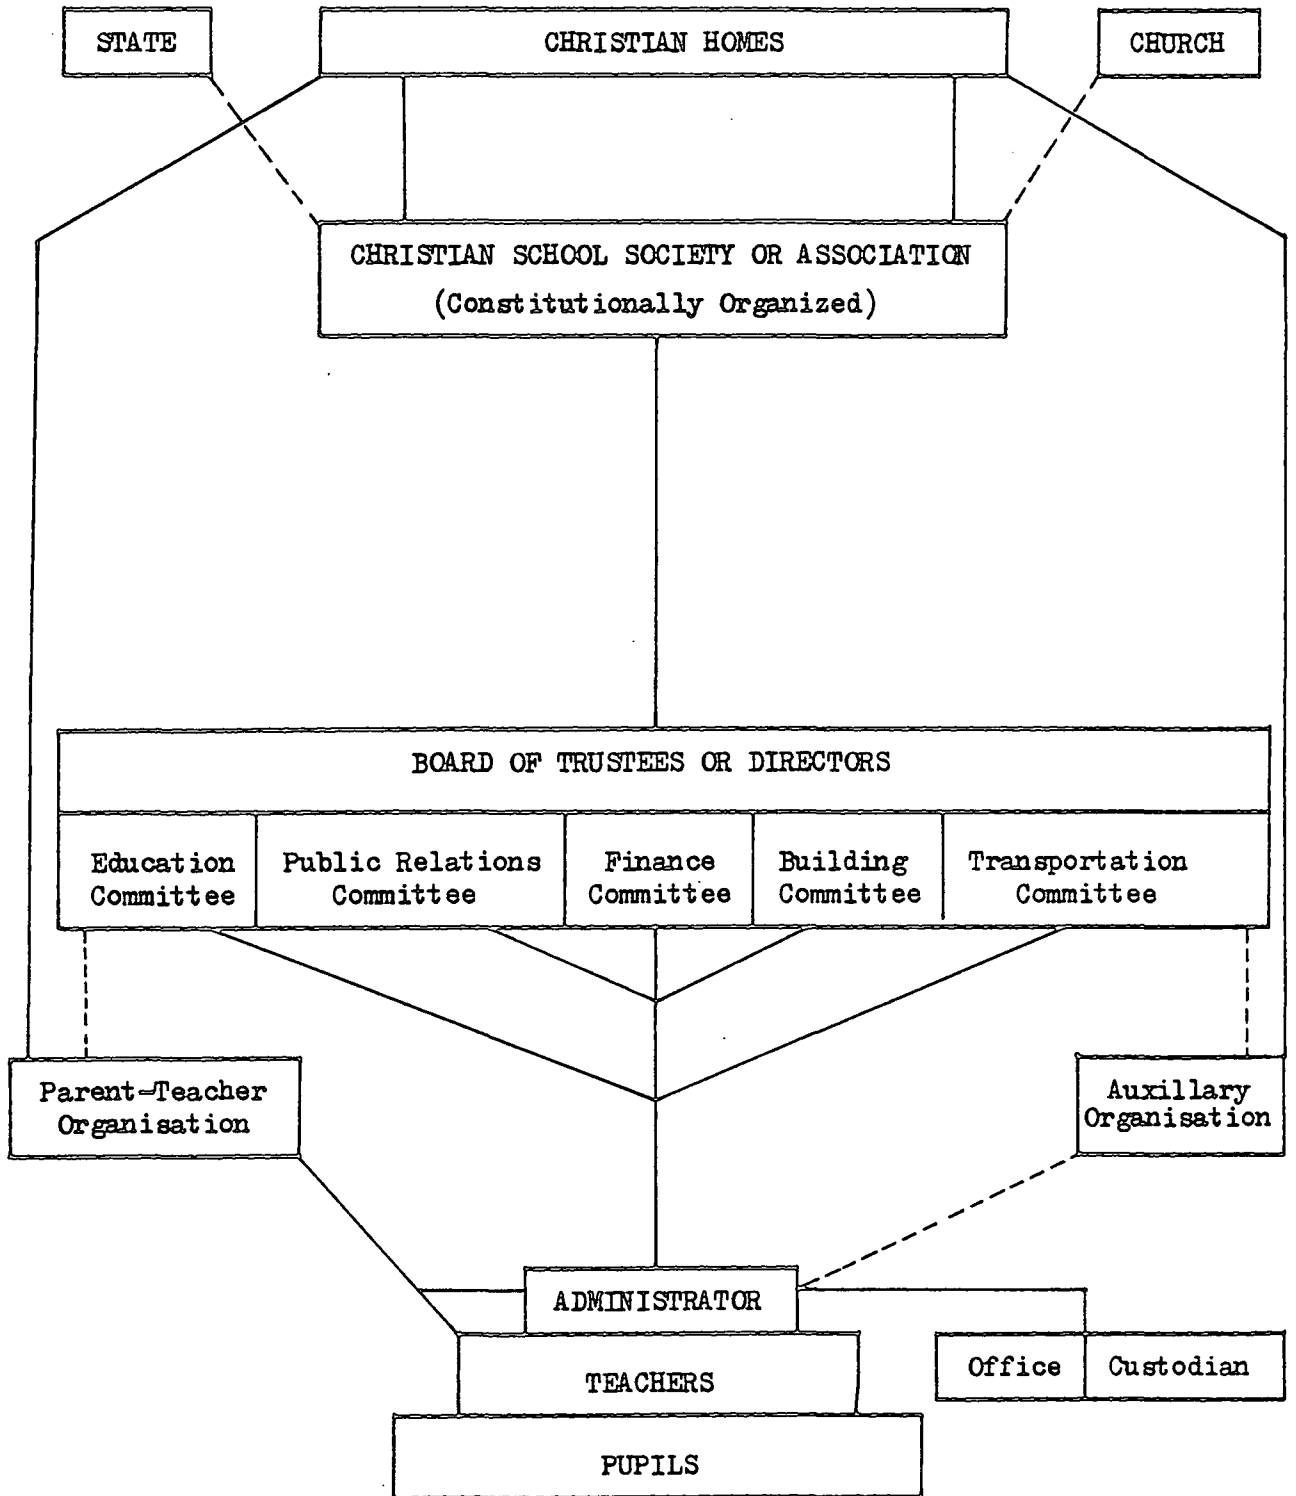 STATE
CHRISTIAN HOMES
CHURCH
CHRISTIAN SCHOOL SOCIETY OR ASSOCIATION
(Constitutionally Organized)
BOARD OF TRUSTEES OR DIRECTORS
Education
Committee
Public Relations
Committee
Finance
Committee
Building
Committee
Transportation
Committee
Parent-Teacher
Organisation
Auxillary
Organisation
ADMINISTRATOR
TEACHERS
Office
Custodian
PUPILS